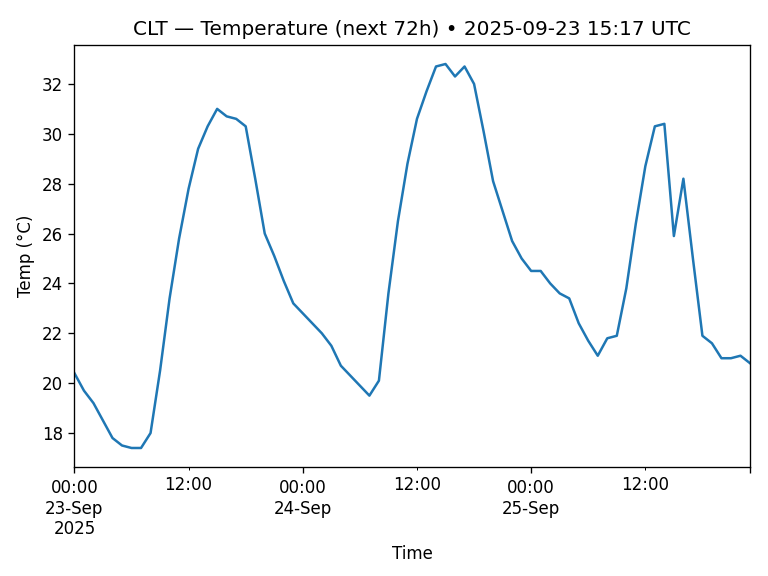 CLT — Temperature (next 72h) • 2025-09-23 15:17 UTC
Temp (°C)
32
30
28
26
24
22
20
18
00:00 12:00 00:00 12:00 00:00 12:00
23-Sep 24-Sep 25-Sep
2025
Time